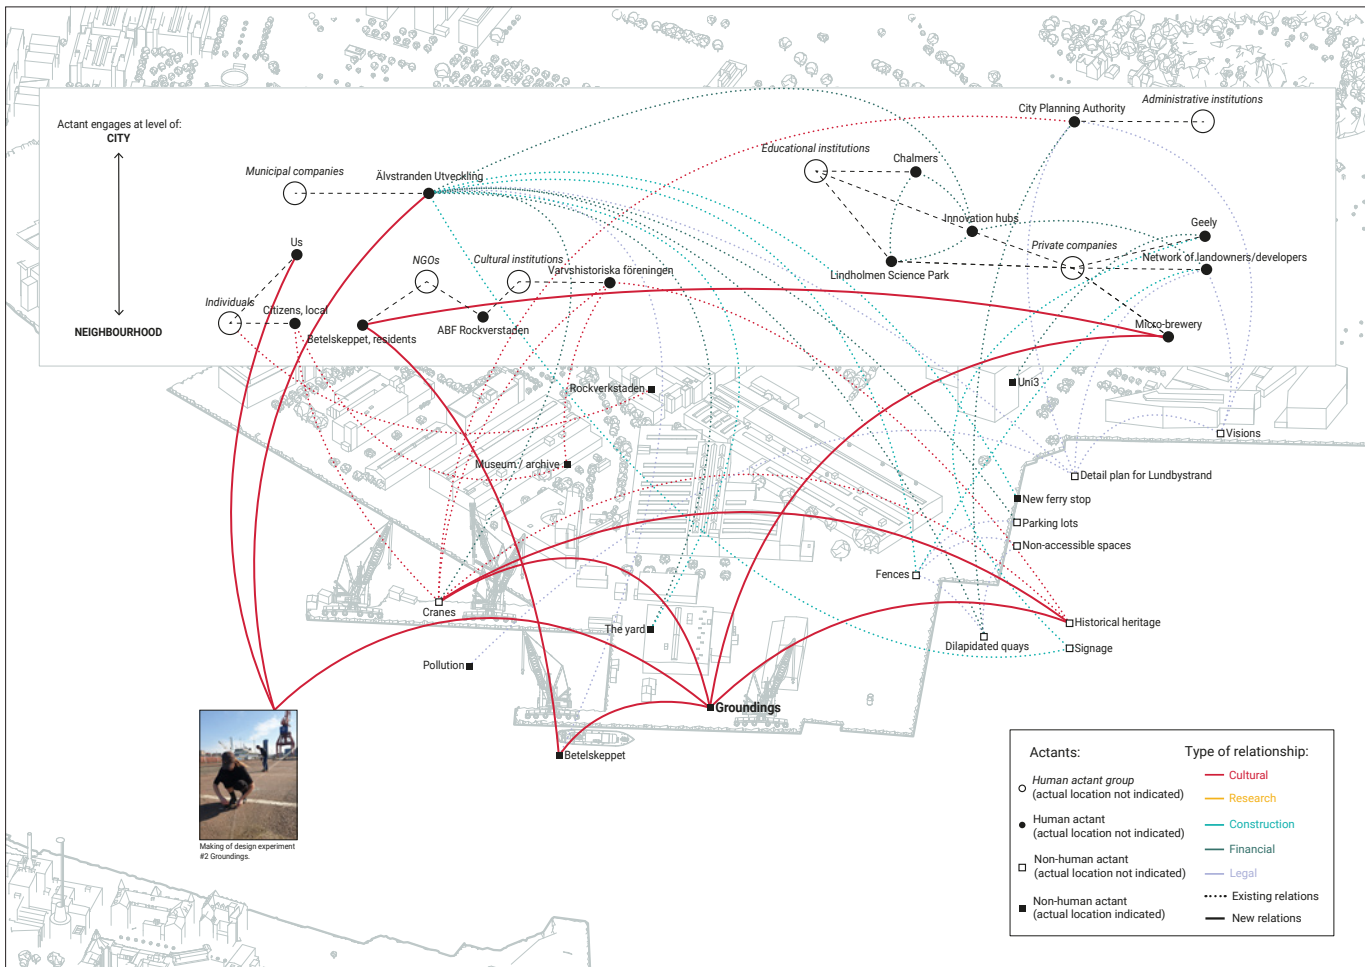 Actant engages at level of:
CITY
NEIGHBOURHOOD
Municipal companies
Älvstranden Utveckling
Us
NGOs
Cultural institutions
Varvshistoriska föreningen
Individuals
Citizens, local
Betelskeppet, residents
ABF Rockverstaden
Educational institutions
Chalmers
City Planning Authority
Administrative institutions
Innovation hubs
Lindholmen Science Park
Private companies
Geely
Network of landowners/developers
Micro-brewery
Rockverkstaden
Uni3
Visions
Museum / archive
Detail plan for Lundbystrand
New ferry stop
Parking lots
Non-accessible spaces
Fences
Cranes
The yard
Historical heritage
Dilapidated quays
Signage
Pollution
Groundings
Betelskeppet
Making of design experiment
#2 Groundings.
Actants:
Human actant group
(actual location not indicated)
Human actant
(actual location not indicated)
Non-human actant
(actual location not indicated)
Non-human actant
(actual location indicated)
Type of relationship:
Cultural
Research
Construction
Financial
Legal
Existing relations
New relations